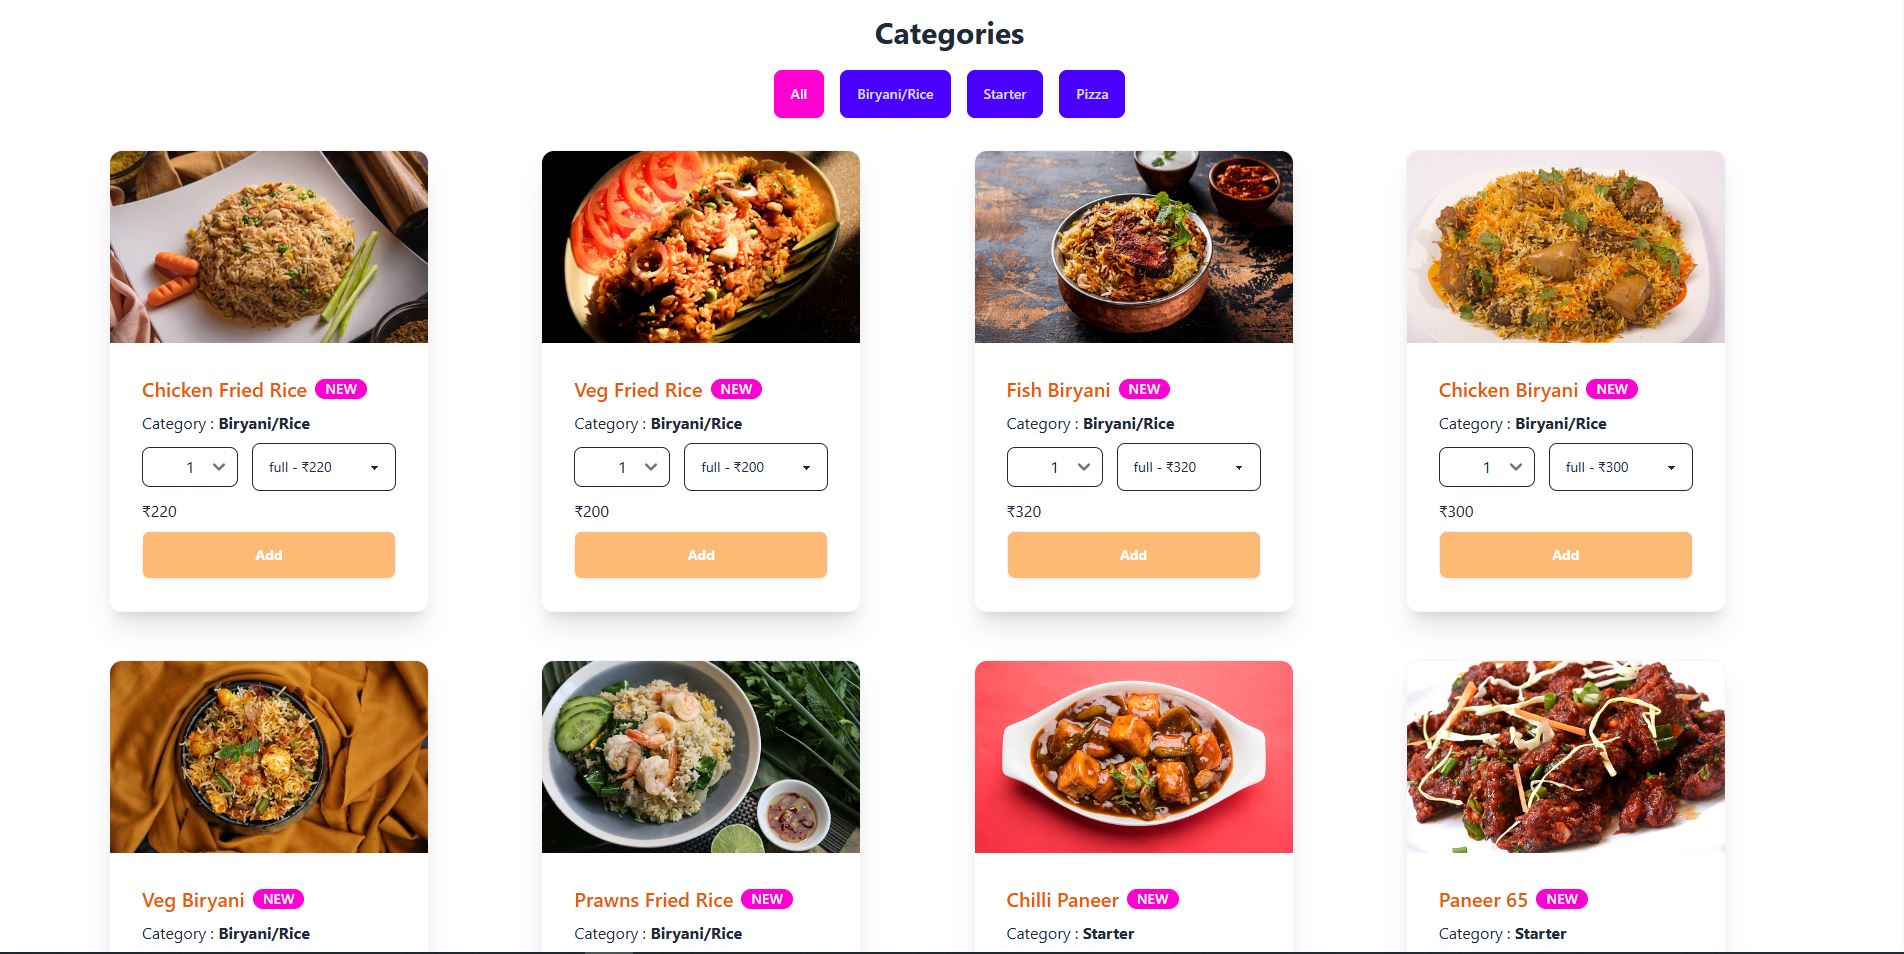 Categories
All Biryani/Rice Starter Pizza
Chicken Fried Rice NEW
Category : Biryani/Rice
1 full - ₹220
₹220
Add
Veg Fried Rice NEW
Category : Biryani/Rice
1 full - ₹200
₹200
Add
Fish Biryani NEW
Category : Biryani/Rice
1 full - ₹320
₹320
Add
Chicken Biryani NEW
Category : Biryani/Rice
1 full - ₹300
₹300
Add
Veg Biryani NEW
Category : Biryani/Rice
Prawns Fried Rice NEW
Category : Biryani/Rice
Chilli Paneer NEW
Category : Starter
Paneer 65 NEW
Category : Starter